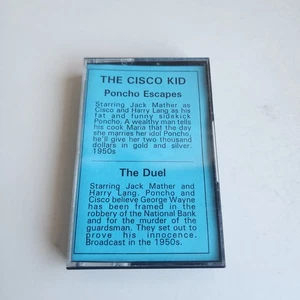 THE CISCO KID
Poncho Escapes
Starring Jack Mather as
Cisco and Harry Lang as his
fat and funny sidekick
Poncho. A wealthy man tells
his cook Maria that the day
she marries her idol Poncho,
he'll give her two thousand
dollars in gold and silver.
1950s
The Duel
Starring Jack Mather and
Harry Lang. Poncho and
Cisco believe George Wayne
has been framed in the
robbery of the National Bank
and for the murder of the
guardsman. They set out to
prove his innocence.
Broadcast in the 1950s.